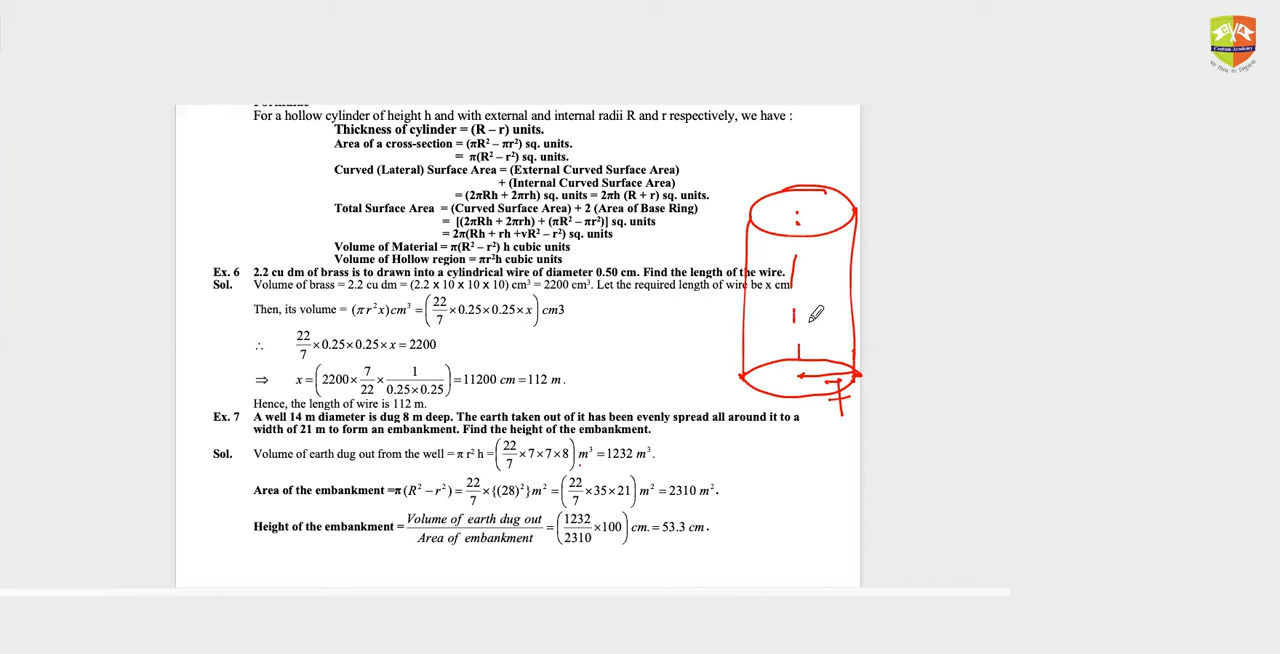 Centum Academy
Formulae
For a hollow cylinder of height h and with external and internal radii R and r respectively, we have :
Thickness of cylinder = (R – r) units.
Area of a cross-section = (πR² – πr²) sq. units.
= π(R² – r²) sq. units.
Curved (Lateral) Surface Area = (External Curved Surface Area)
+ (Internal Curved Surface Area)
= (2πRh + 2πrh) sq. units = 2πh (R + r) sq. units.
Total Surface Area = (Curved Surface Area) + 2 (Area of Base Ring)
= [(2πRh + 2πrh) + (πR² – πr²)] sq. units
= 2π(Rh + rh +vR² – r²) sq. units
Volume of Material = π(R² – r²) h cubic units
Volume of Hollow region = πr²h cubic units
Ex. 6 2.2 cu dm of brass is to drawn into a cylindrical wire of diameter 0.50 cm. Find the length of the wire.
Sol. Volume of brass = 2.2 cu dm = (2.2 x 10 x 10 x 10) cm³ = 2200 cm³. Let the required length of wire be x cm
Then, its volume = (πr²x)cm³ = (22/7 × 0.25 × 0.25 × x) cm3
∴ 22/7 × 0.25 × 0.25 × x = 2200
⇒ x = (2200 × 7/22 × 1/(0.25 × 0.25)) = 11200 cm = 112 m.
Hence, the length of wire is 112 m.
Ex. 7 A well 14 m diameter is dug 8 m deep. The earth taken out of it has been evenly spread all around it to a
width of 21 m to form an embankment. Find the height of the embankment.
Sol. Volume of earth dug out from the well = π r² h = (22/7 × 7 × 7 × 8) m³ = 1232 m³.
Area of the embankment =π (R² – r²) = 22/7 × {(28)²} m² = (22/7 × 35 × 21) m² = 2310 m².
Height of the embankment = Volume of earth dug out / Area of embankment = (1232/2310 × 100) cm. = 53.3 cm.
7